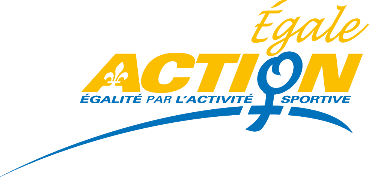 Égale
ACTION
ÉGALITÉ PAR L'ACTIVITÉ SPORTIVE